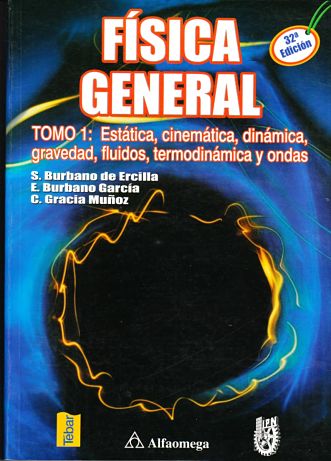 FÍSICA
GENERAL
32ª
Edición
TOMO 1: Estática, cinemática, dinámica,
gravedad, fluidos, termodinámica y ondas
S. Burbano de Ercilla
E. Burbano García
C. Gracia Muñoz
Tébar
Alfaomega
IPN